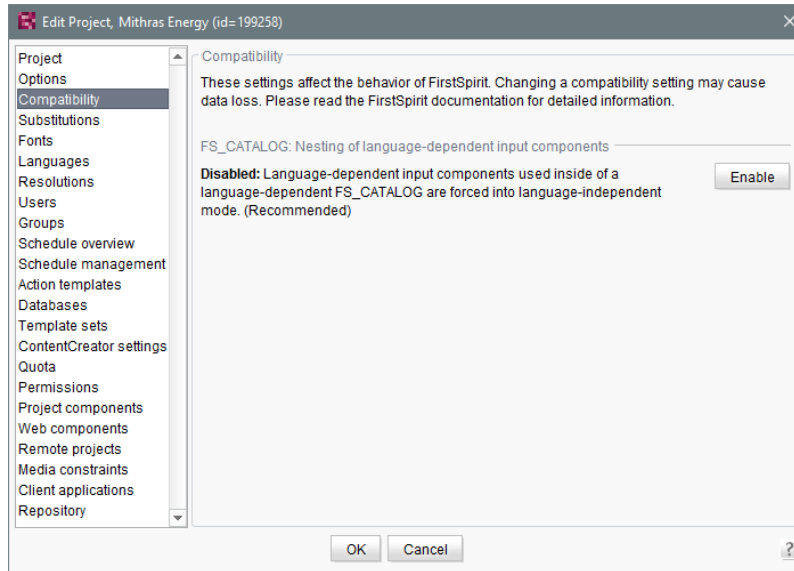 Edit Project, Mithras Energy (id=199258)
Project
Options
Compatibility
Substitutions
Fonts
Languages
Resolutions
Users
Groups
Schedule overview
Schedule management
Action templates
Databases
Template sets
ContentCreator settings
Quota
Permissions
Project components
Web components
Remote projects
Media constraints
Client applications
Repository
Compatibility
These settings affect the behavior of FirstSpirit. Changing a compatibility setting may cause
data loss. Please read the FirstSpirit documentation for detailed information.
FS_CATALOG: Nesting of language-dependent input components
Disabled: Language-dependent input components used inside of a
language-dependent FS_CATALOG are forced into language-independent
mode. (Recommended)
Enable
OK
Cancel
?